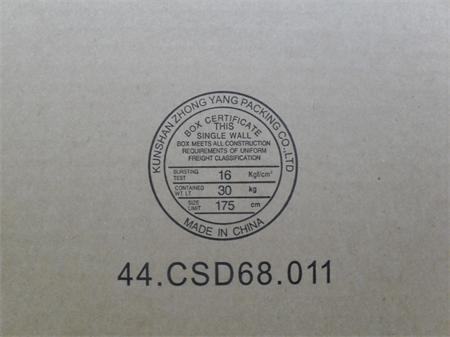 KUNSHAN ZHONG YANG PACKING CO.,LTD
BOX CERTIFICATE
THIS
SINGLE WALL
BOX MEETS ALL CONSTRUCTION
REQUIREMENTS OF UNIFORM
FREIGHT CLASSIFICATION
BURSTING TEST 16 Kgf/cm²
CONTAINED WT. LT. 30 kg
SIZE LIMIT 175 cm
MADE IN CHINA
44.CSD68.011